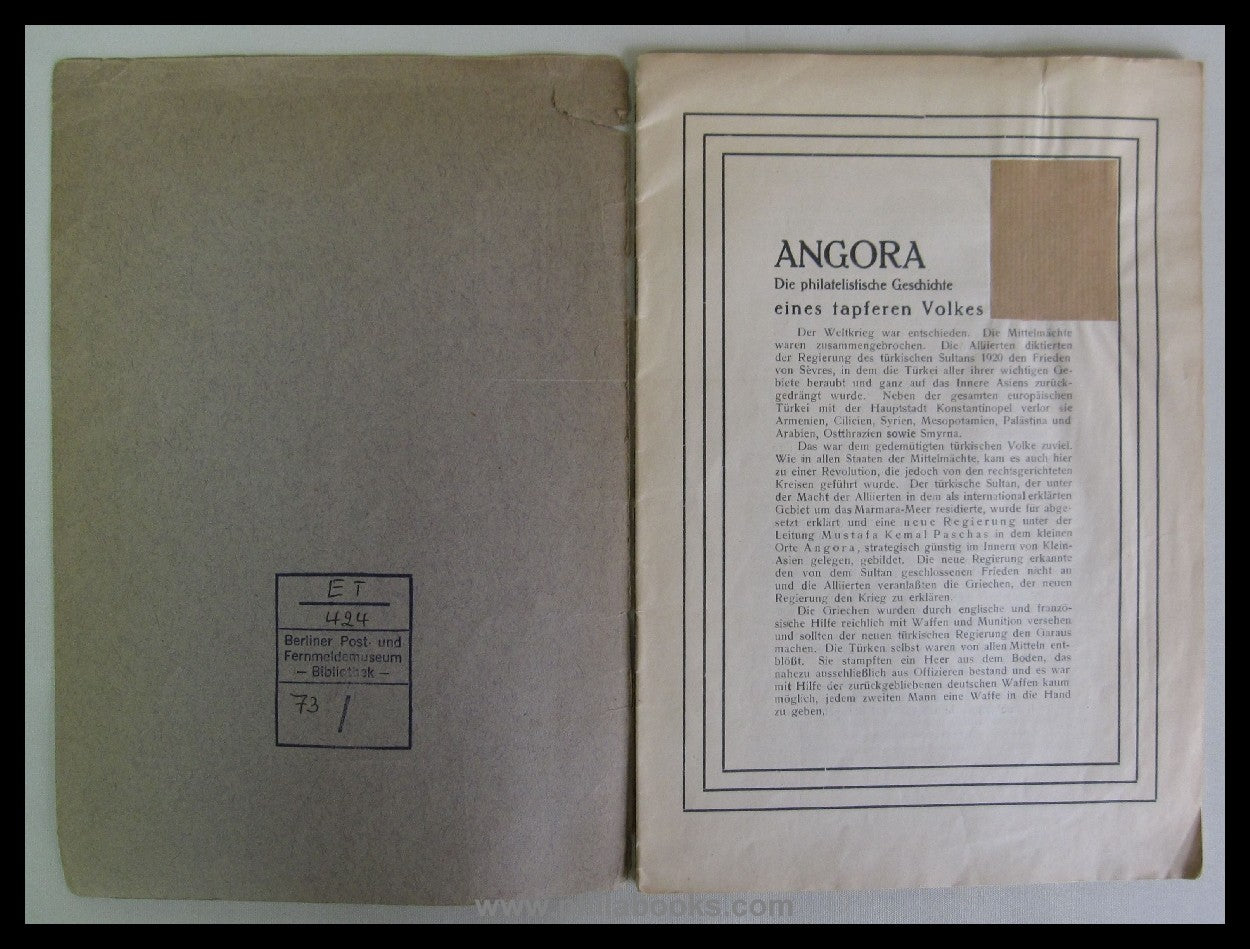 ET
424
Berliner Post- und
Fernmeldemuseum
— Bibliothek —
73 /
ANGORA
Die philatelistische Geschichte
eines tapferen Volkes
Der Weltkrieg war entschieden. Die Mittelmächte
waren zusammengebrochen. Die Alliierten diktierten
der Regierung des türkischen Sultans 1920 den Frieden
von Sèvres, in dem die Türkei aller ihrer wichtigen Ge-
biete beraubt und ganz auf das Innere Asiens zurück-
gedrängt wurde. Neben der gesamten europäischen
Türkei mit der Hauptstadt Konstantinopel verlor sie
Armenien, Cilicien, Syrien, Mesopotamien, Palästina und
Arabien, Ostthrazien sowie Smyrna.
Das war dem gedemütigten türkischen Volke zuviel.
Wie in allen Staaten der Mittelmächte, kam es auch hier
zu einer Revolution, die jedoch von den rechtsgerichteten
Kreisen geführt wurde. Der türkische Sultan, der unter
der Macht der Alliierten in dem als international erklärten
Gebiet um das Marmara-Meer residierte, wurde für abge-
setzt erklärt und eine neue Regierung unter der
Leitung Mustafa Kemal Paschas in dem kleinen
Orte Angora, strategisch günstig im Innern von Klein-
Asien gelegen, gebildet. Die neue Regierung erkannte
den von dem Sultan geschlossenen Frieden nicht an
und die Alliierten veranlaßten die Griechen, der neuen
Regierung den Krieg zu erklären.
Die Griechen wurden durch englische und franzö-
sische Hilfe reichlich mit Waffen und Munition versehen
und sollten der neuen türkischen Regierung den Garaus
machen. Die Türken selbst waren von allen Mitteln ent-
blößt. Sie stampften ein Heer aus dem Boden, das
nahezu ausschließlich aus Offizieren bestand und es war
mit Hilfe der zurückgebliebenen deutschen Waffen kaum
möglich, jedem zweiten Mann eine Waffe in die Hand
zu geben.
www.philabooks.com